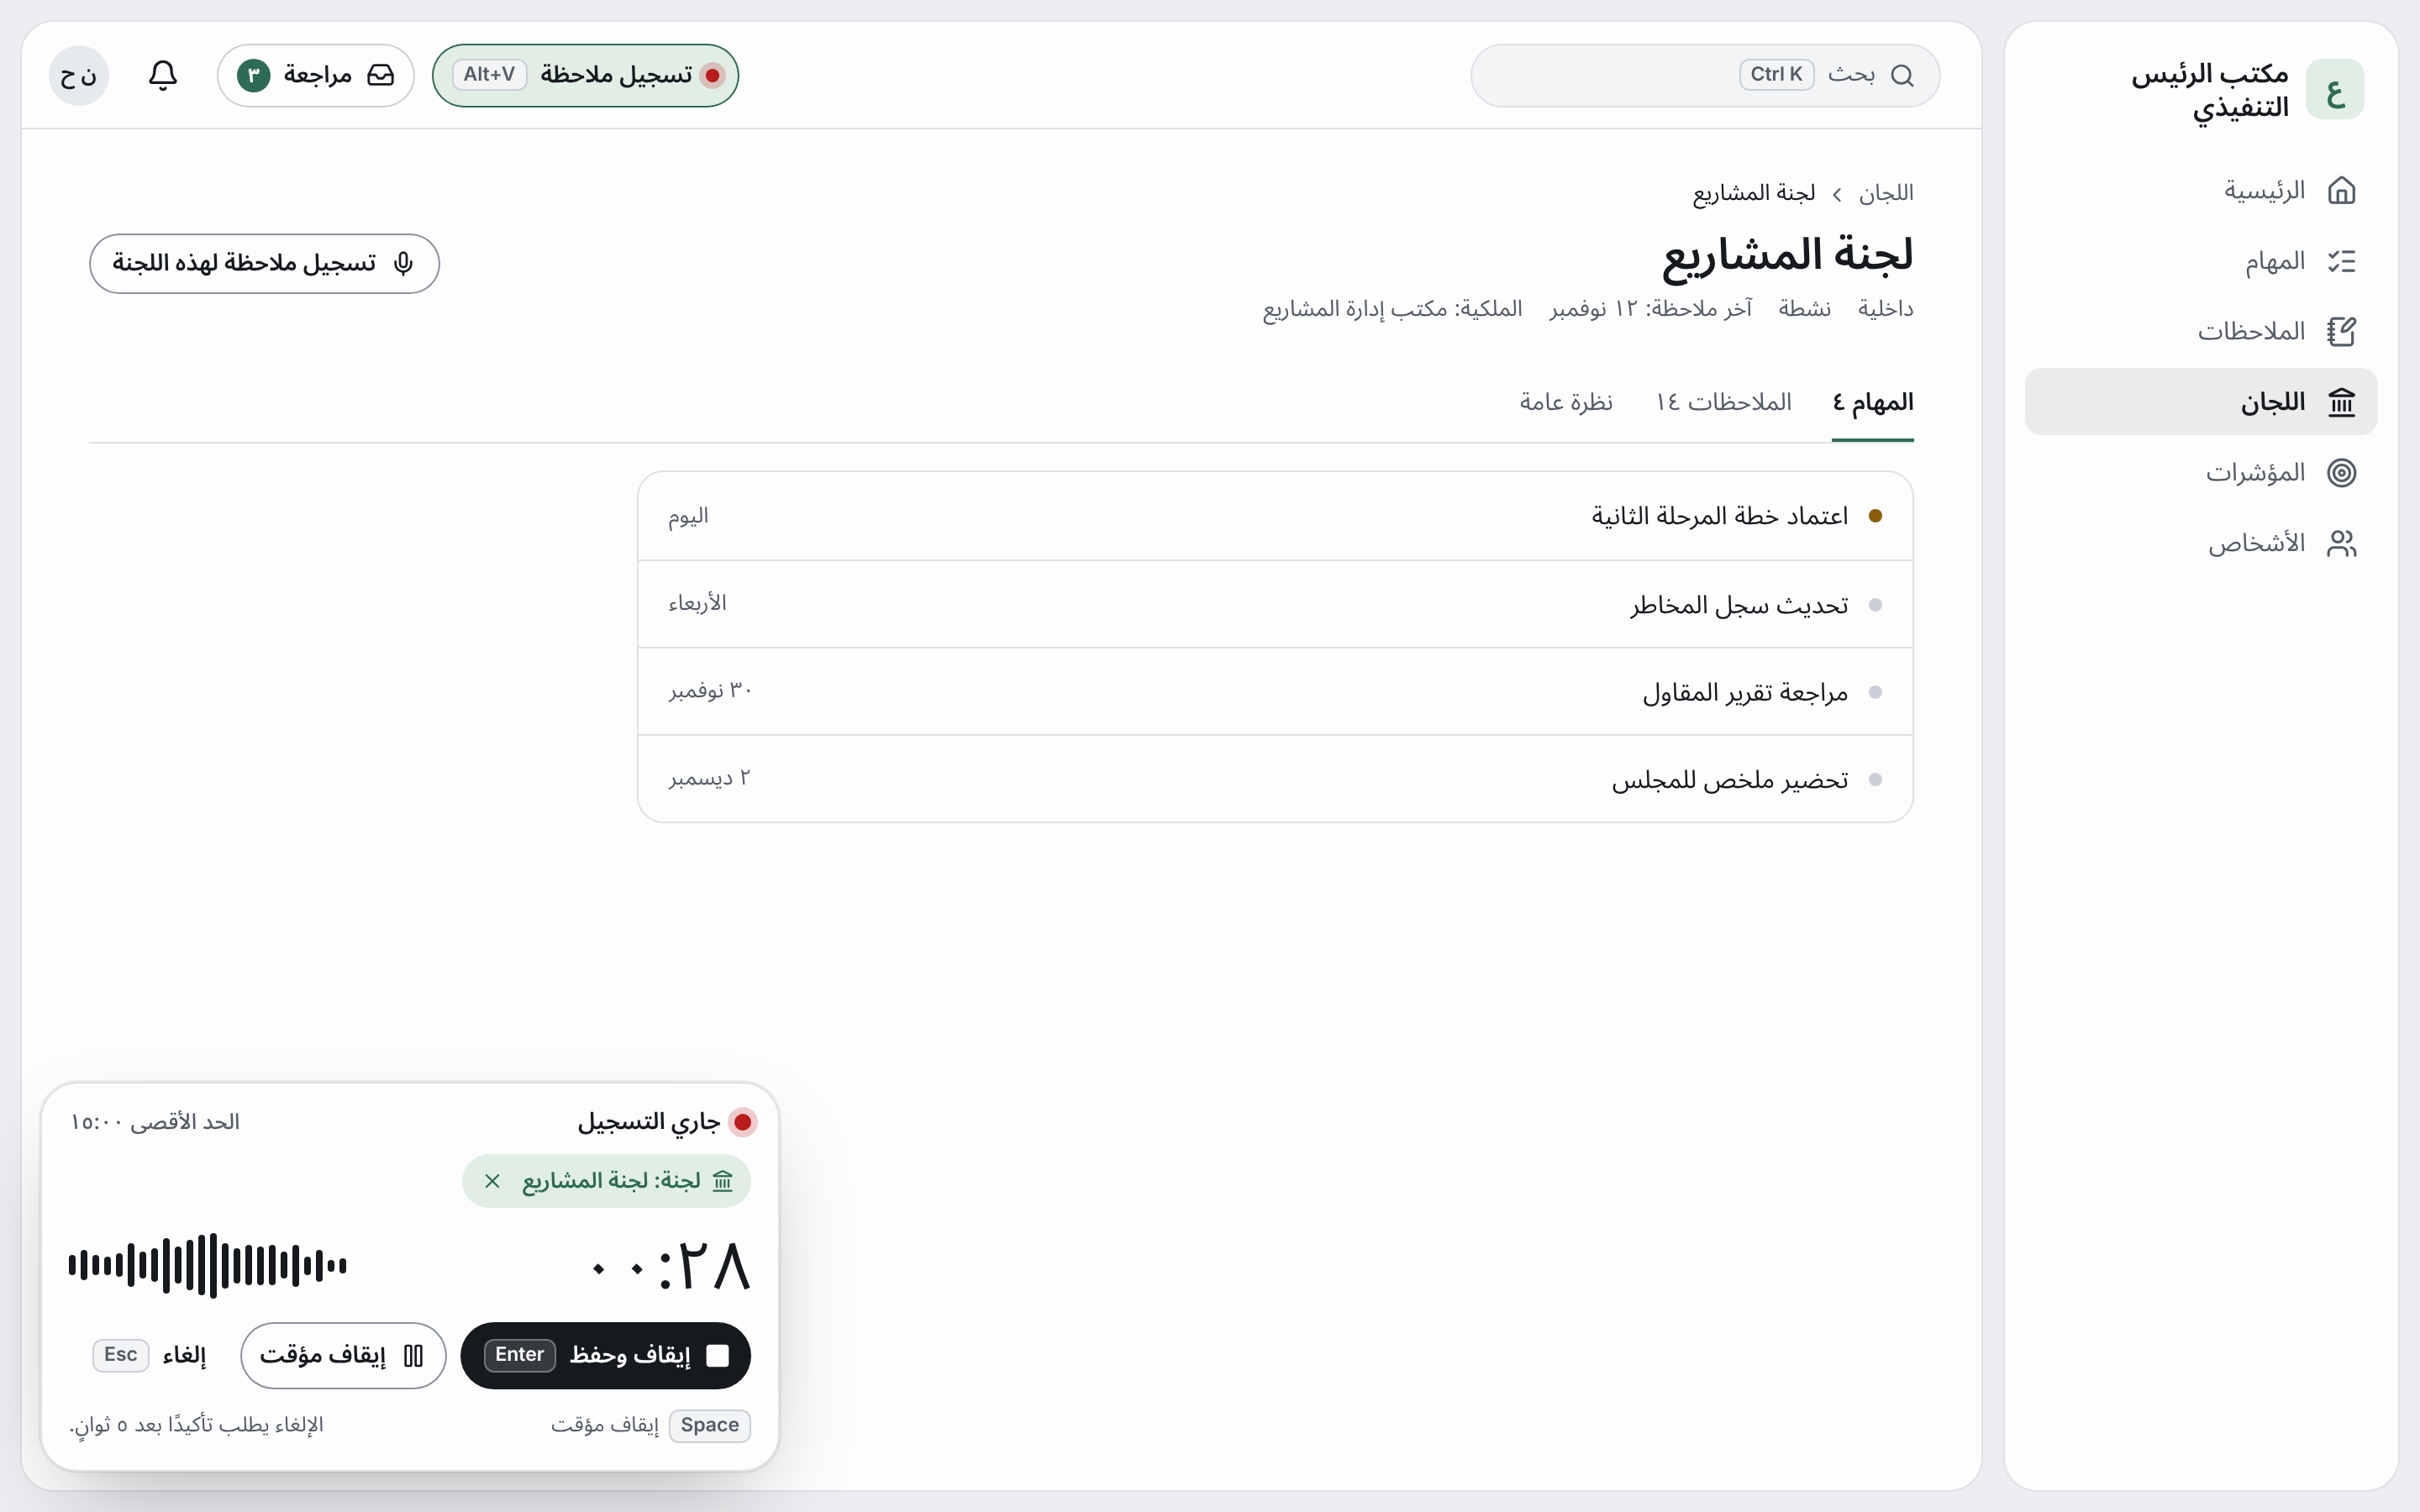 ع
مكتب الرئيس
التنفيذي
الرئيسية
المهام
الملاحظات
اللجان
المؤشرات
الأشخاص
بحث Ctrl K
تسجيل ملاحظة Alt+V
مراجعة ٣
ن ح
اللجان لجنة المشاريع
لجنة المشاريع
تسجيل ملاحظة لهذه اللجنة
داخلية نشطة آخر ملاحظة: ١٢ نوفمبر الملكية: مكتب إدارة المشاريع
المهام ٤ الملاحظات ١٤ نظرة عامة
اعتماد خطة المرحلة الثانية اليوم
تحديث سجل المخاطر الأربعاء
مراجعة تقرير المقاول ٣٠ نوفمبر
تحضير ملخص للمجلس ٢ ديسمبر
جاري التسجيل الحد الأقصى ١٥:٠٠
لجنة: لجنة المشاريع
٠٠:٢٨
إيقاف وحفظ Enter إيقاف مؤقت إلغاء Esc
Space إيقاف مؤقت الإلغاء يطلب تأكيدًا بعد ٥ ثوانٍ.